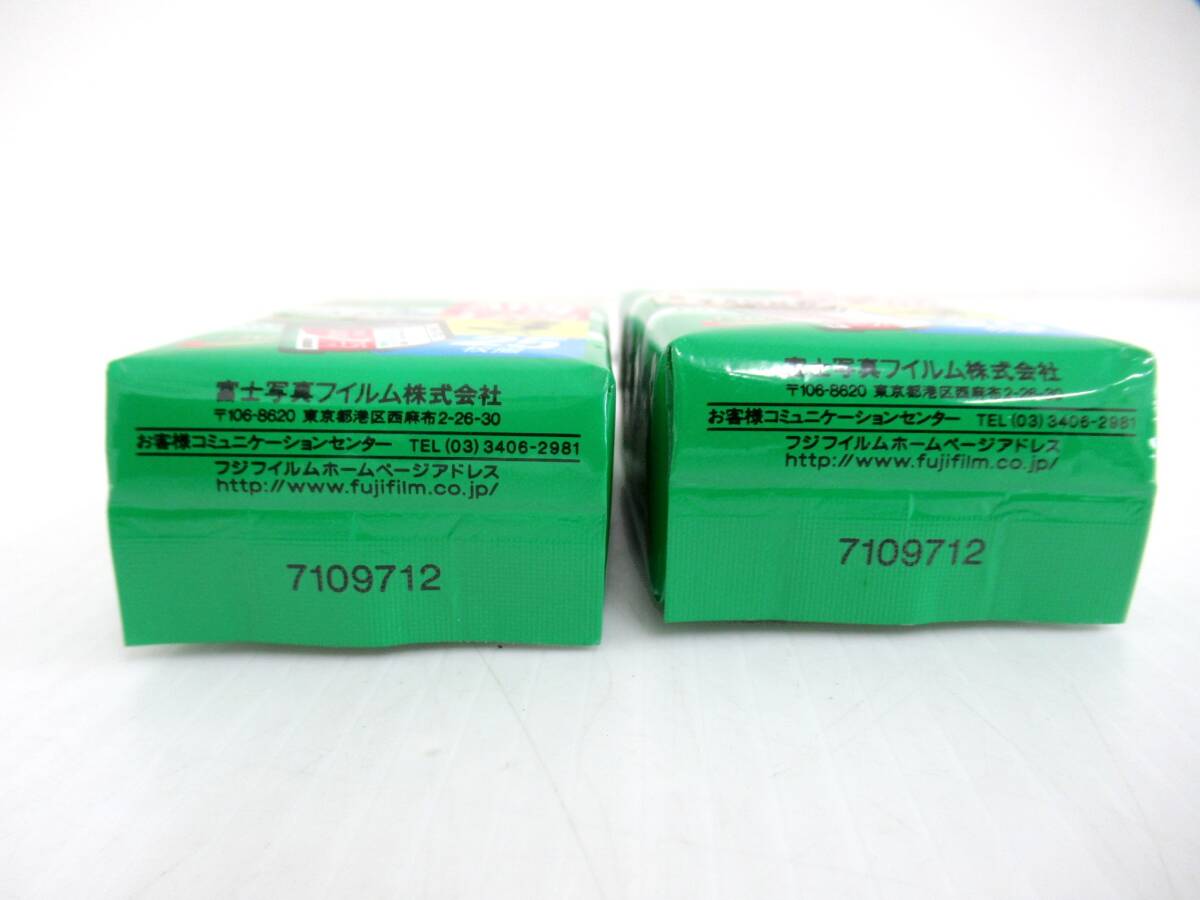 富士写真フイルム株式会社
〒106-8620 東京都港区西麻布2-26-30
お客様コミュニケーションセンター TEL (03) 3406-2981
フジフイルムホームページアドレス
http://www.fujifilm.co.jp/
7109712
富士写真フイルム株式会社
〒106-8620 東京都港区西麻布2-26-30
お客様コミュニケーションセンター TEL (03) 3406-2981
フジフイルムホームページアドレス
http://www.fujifilm.co.jp/
7109712